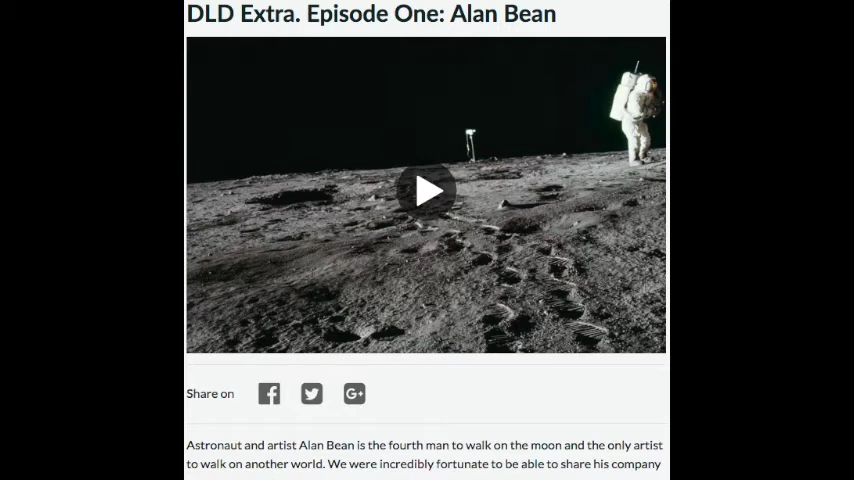 DLD Extra. Episode One: Alan Bean
Share on
Astronaut and artist Alan Bean is the fourth man to walk on the moon and the only artist
to walk on another world. We were incredibly fortunate to be able to share his company